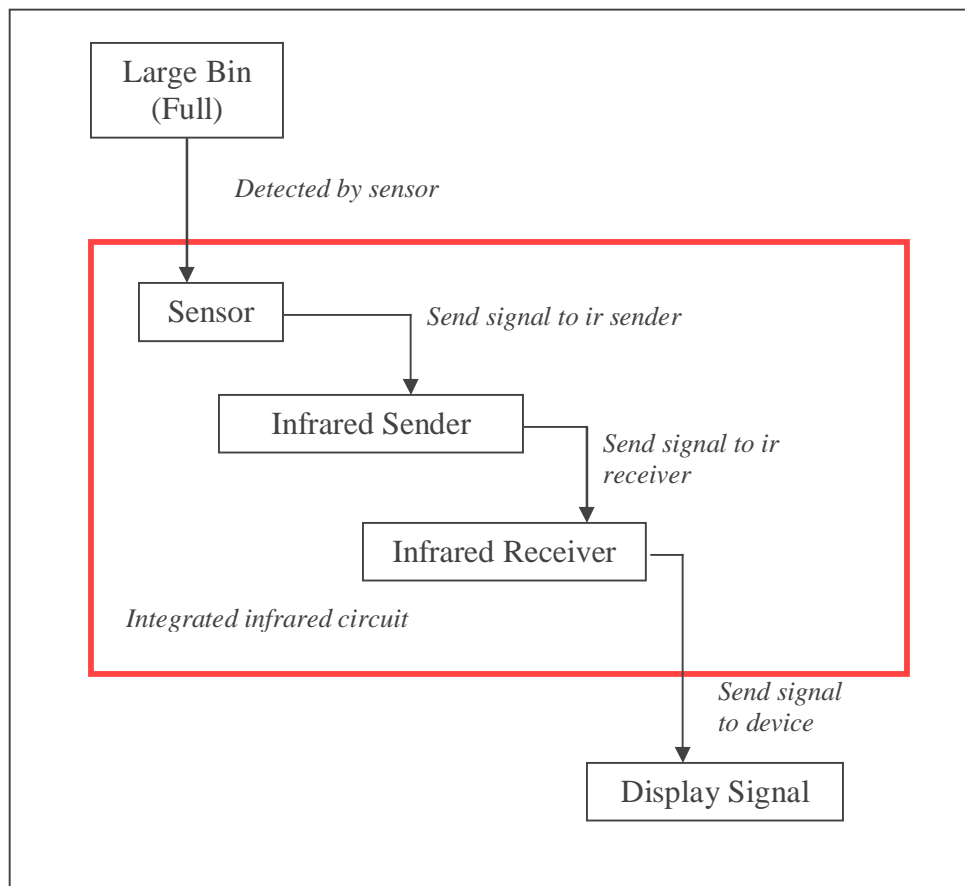 Large Bin
(Full)
Detected by sensor
Sensor
Send signal to ir sender
Infrared Sender
Send signal to ir
receiver
Infrared Receiver
Integrated infrared circuit
Send signal
to device
Display Signal